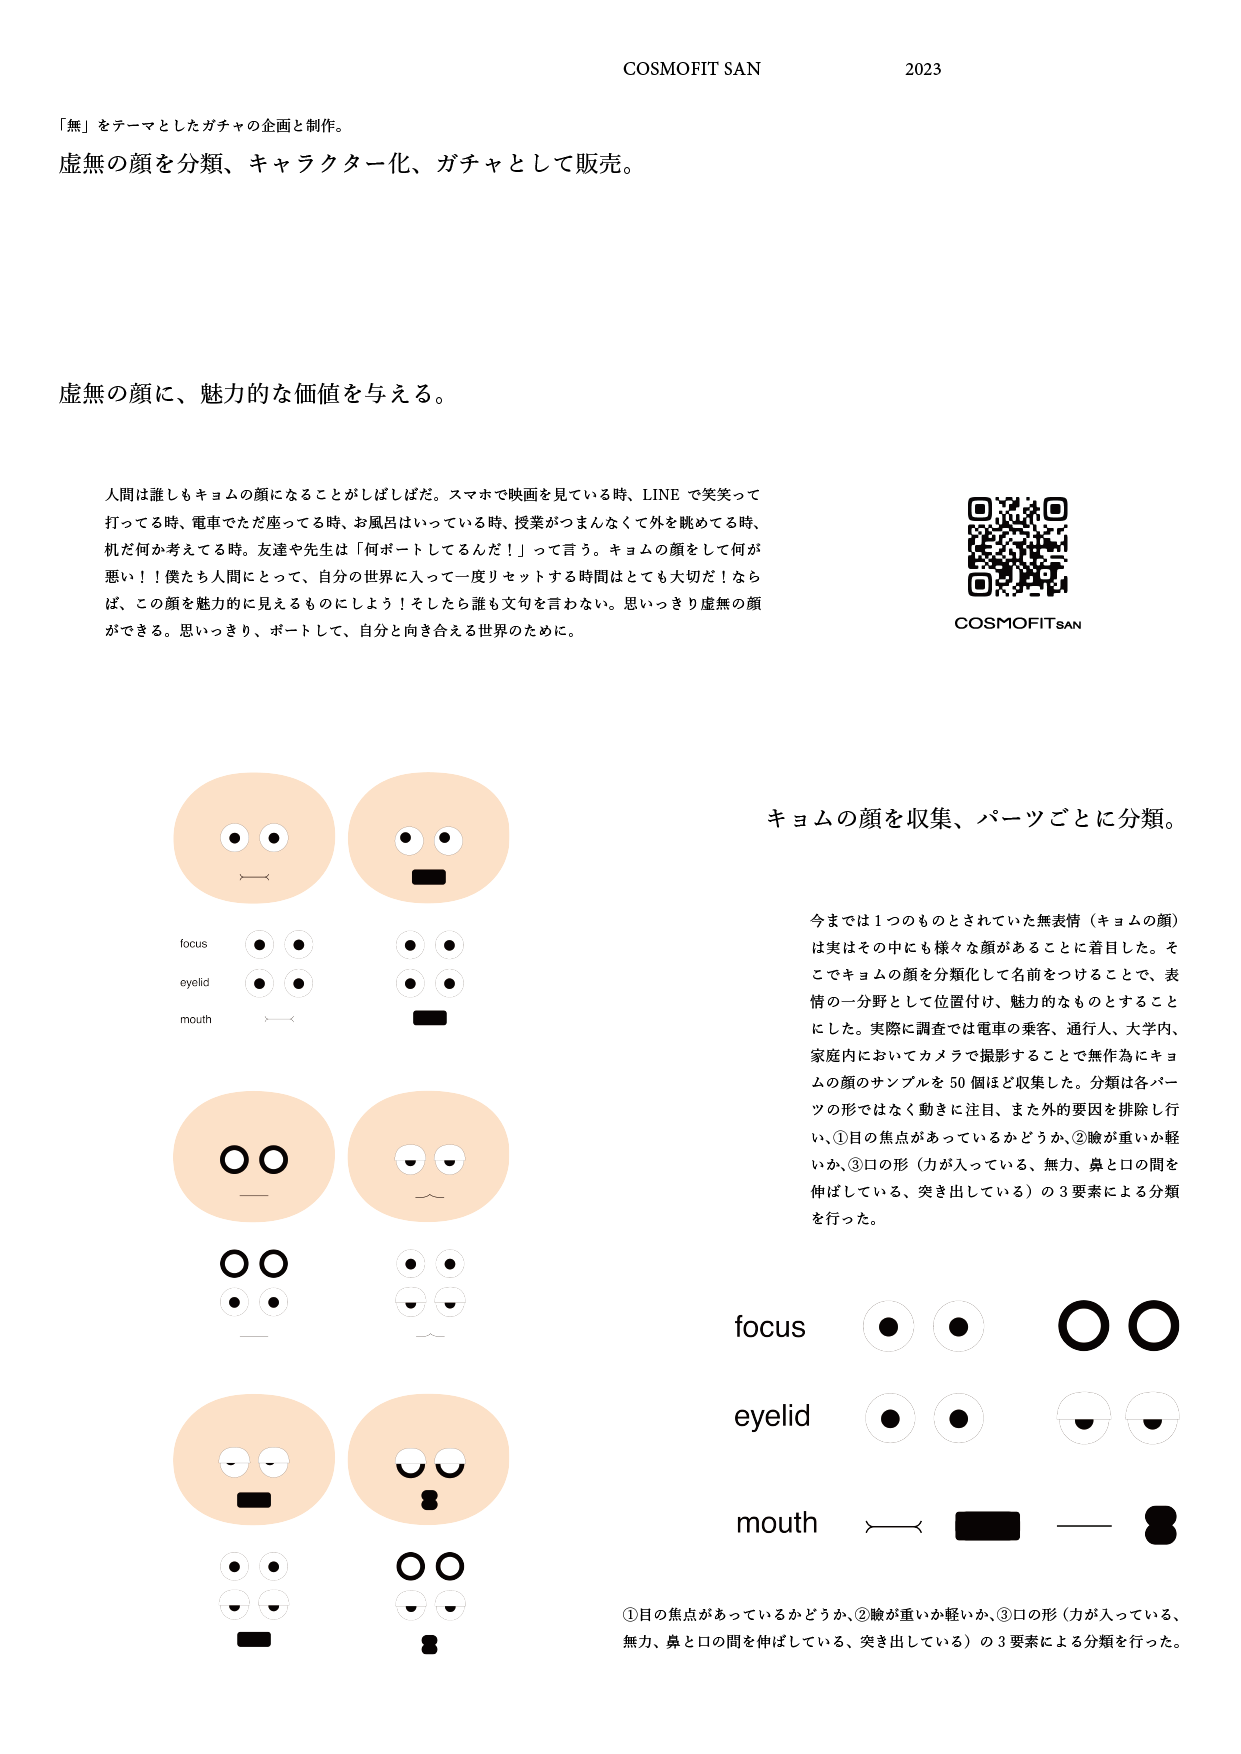 COSMOFIT SAN 2023
「無」をテーマとしたガチャの企画と制作。
虚無の顔を分類、キャラクター化、ガチャとして販売。
虚無の顔に、魅力的な価値を与える。
人間は誰しもキョムの顔になることがしばしばだ。スマホで映画を見ている時、LINE で笑笑って
打ってる時、電車でただ座ってる時、お風呂はいっている時、授業がつまんなくて外を眺めてる時、
机だ何か考えてる時。友達や先生は「何ボートしてるんだ！」って言う。キョムの顔をして何が
悪い！！僕たち人間にとって、自分の世界に入って一度リセットする時間はとても大切だ！なら
ば、この顔を魅力的に見えるものにしよう！そしたら誰も文句を言わない。思いっきり虚無の顔
ができる。思いっきり、ボートして、自分と向き合える世界のために。
COSMOFIT SAN
キョムの顔を収集、パーツごとに分類。
今までは 1 つのものとされていた無表情（キョムの顔）
は実はその中にも様々な顔があることに着目した。そ
こでキョムの顔を分類化して名前をつけることで、表
情の一分野として位置付け、魅力的なものとすること
にした。実際に調査では電車の乗客、通行人、大学内、
家庭内においてカメラで撮影することで無作為にキョ
ムの顔のサンプルを 50 個ほど収集した。分類は各パー
ツの形ではなく動きに注目、また外的要因を排除し行
い、①目の焦点があっているかどうか、②瞼が重いか軽
いか、③口の形（力が入っている、無力、鼻と口の間を
伸ばしている、突き出している）の 3 要素による分類
を行った。
focus
eyelid
mouth
focus
eyelid
mouth
①目の焦点があっているかどうか、②瞼が重いか軽いか、③口の形（力が入っている、
無力、鼻と口の間を伸ばしている、突き出している）の 3 要素による分類を行った。